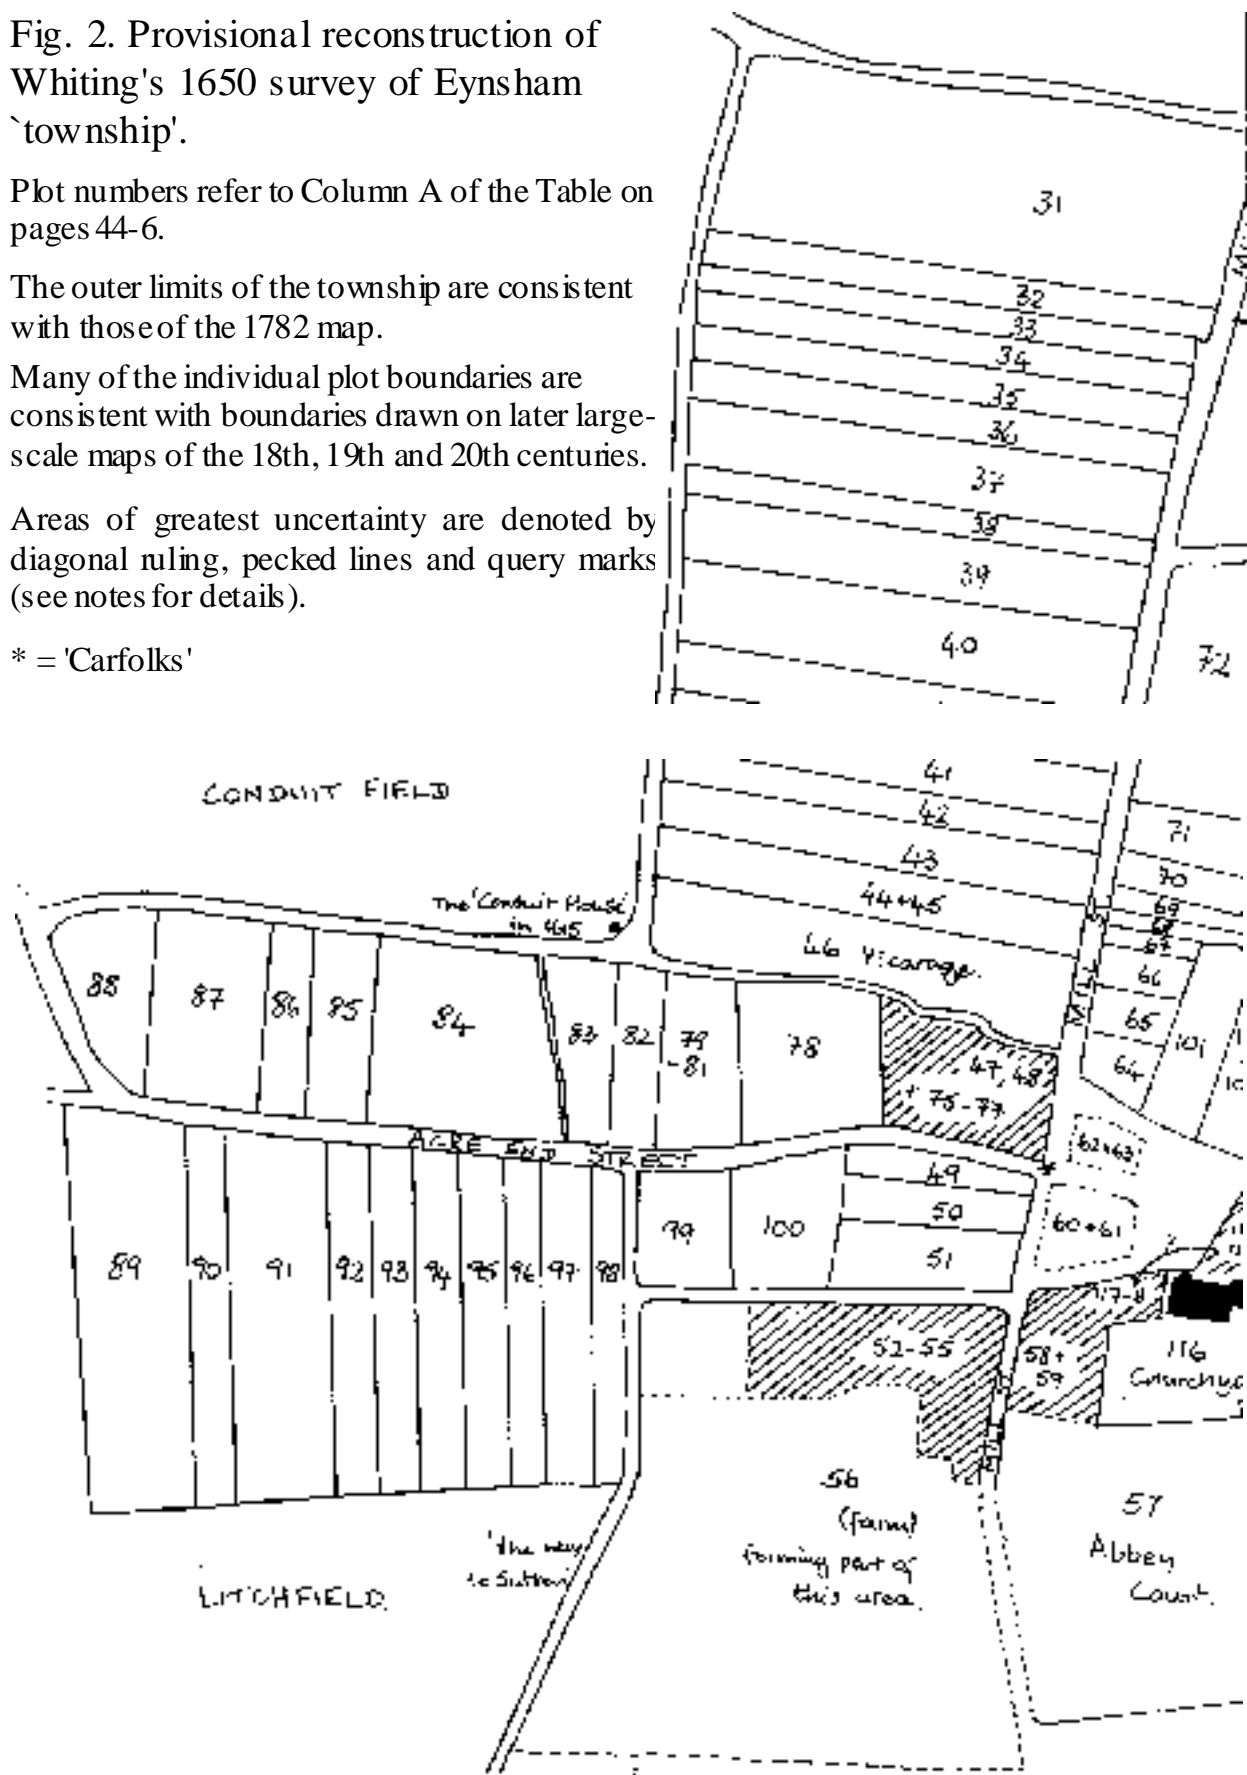 Fig. 2. Provisional reconstruction of
Whiting's 1650 survey of Eynsham
`township'.
Plot numbers refer to Column A of the Table on
pages 44-6.
The outer limits of the township are consistent
with those of the 1782 map.
Many of the individual plot boundaries are
consistent with boundaries drawn on later large-
scale maps of the 18th, 19th and 20th centuries.
Areas of greatest uncertainty are denoted by
diagonal ruling, pecked lines and query marks
(see notes for details).
* = 'Carfolks'
31
32
33
34
35
36
37
38
39
40
72
CONDUIT FIELD
41
42
43
44+45
46 Vicarage.
The 'Conduit House'
in
71
70
69
68
67
66
65
64
101
MILL
88
87
86
85
84
83
82
79
-81
78
47, 48
+ 75-77
ACRE END STREET
62+63
60+61
49
50
51
99
100
89
90
91
92
93
94
95
96
97
98
52-55
58+
59
117-8
116
56
(farm)
forming part of
this area.
57
Abbey
Court.
'the way
to Sutton'
LITCHFIELD.